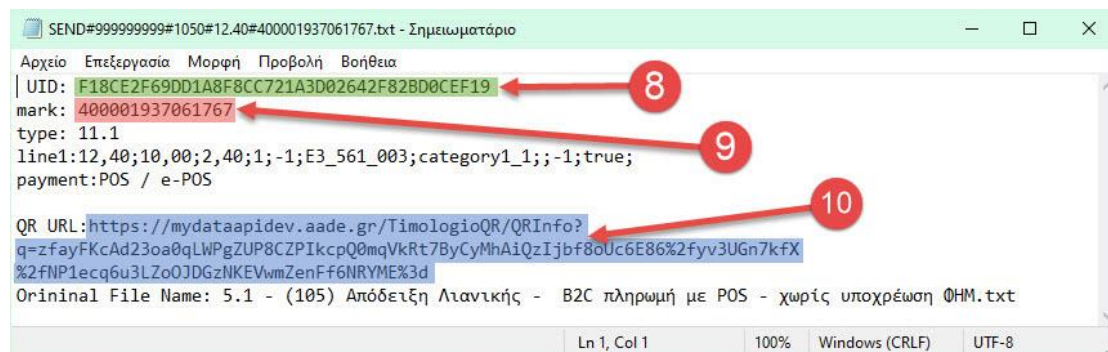 SEND#999999999#1050#12.40#400001937061767.txt - Σημειωματάριο
Αρχείο Επεξεργασία Μορφή Προβολή Βοήθεια
UID: F18CE2F69DD1A8F8CC721A3D02642F82BD0CEF19
8
mark: 400001937061767
type: 11.1
line1:12,40;10,00;2,40;1;-1;E3_561_003;category1_1;;-1;true;
9
payment:POS / e-POS
10
QR URL:https://mydataapidev.aade.gr/TimologioQR/QRInfo?
q=zfayFKcAd23oa0qLWPgZUP8CZPIkcpQ0mqVkRt7ByCyMhAiQzIjbf8oUc6E86%2fyv3UGn7kfX
%2fNP1ecq6u3LZoOJDGzNKEVwmZenFf6NRYME%3d
Orininal File Name: 5.1 - (105) Απόδειξη Λιανικής - B2C πληρωμή με POS - χωρίς υποχρέωση ΦΗΜ.txt
Ln 1, Col 1 100% Windows (CRLF) UTF-8